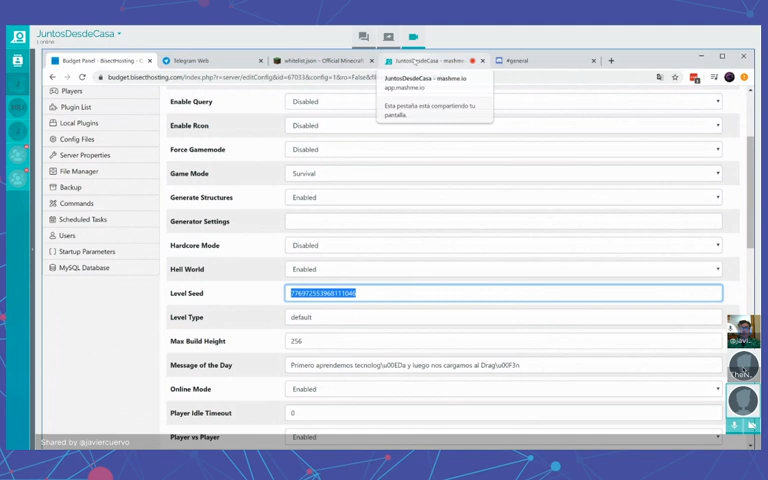 JuntosDesdeCasa
1 online
Budget Panel - BisectHosting
Telegram Web
whitelist.json – Official Minecraft
JuntosDesdeCasa - mashme
#general
budget.bisecthosting.com/index.php?r=server/editConfig&id=67033&config=1&ro=False&fil
JuntosDesdeCasa - mashme.io
app.mashme.io
Esta pestaña está compartiendo tu
pantalla.
Players
Plugin List
Local Plugins
Config Files
Server Properties
File Manager
Backup
Commands
Scheduled Tasks
Users
Startup Parameters
MySQL Database
Enable Query Disabled
Enable Rcon Disabled
Force Gamemode Disabled
Game Mode Survival
Generate Structures Enabled
Generator Settings
Hardcore Mode Disabled
Hell World Enabled
Level Seed
Level Type default
Max Build Height 256
Message of the Day Primero aprendemos tecnolog\u00EDa y luego nos cargamos al Drag\u00F3n
Online Mode Enabled
Player Idle Timeout 0
Player vs Player Enabled
@javi...
TheN...
Shared by @javiercuervo